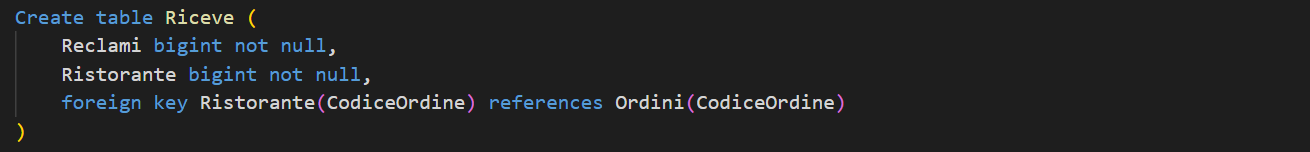 Create table Riceve (
Reclami bigint not null,
Ristorante bigint not null,
foreign key Ristorante(CodiceOrdine) references Ordini(CodiceOrdine)
)